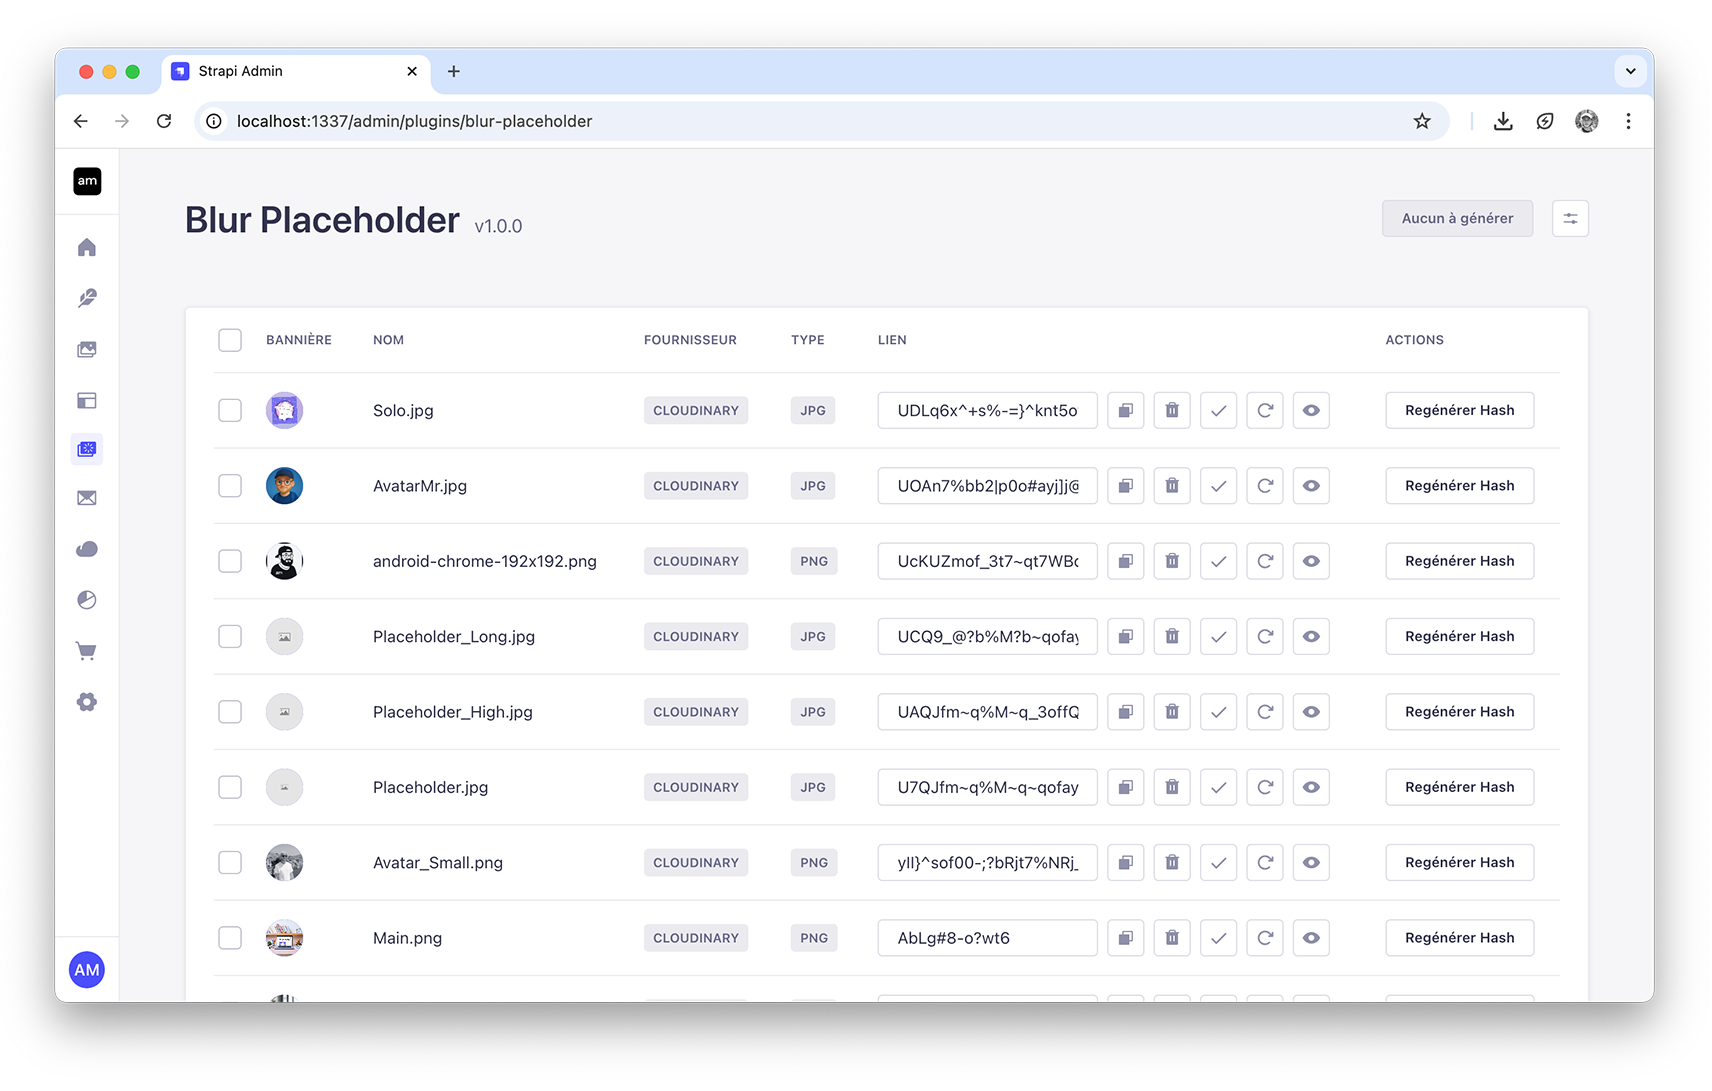 Strapi Admin
localhost:1337/admin/plugins/blur-placeholder
am
Blur Placeholder v1.0.0
Aucun à générer
BANNIÈRE NOM FOURNISSEUR TYPE LIEN ACTIONS
Solo.jpg CLOUDINARY JPG UDLq6x^+s%-=}^knt5o Regénérer Hash
AvatarMr.jpg CLOUDINARY JPG UOAn7%bb2|p0o#ayj]j@ Regénérer Hash
android-chrome-192x192.png CLOUDINARY PNG UcKUZmof_3t7~qt7WBc Regénérer Hash
Placeholder_Long.jpg CLOUDINARY JPG UCQ9_@?b%M?b~qofay Regénérer Hash
Placeholder_High.jpg CLOUDINARY JPG UAQJfm~q%M~q_3offQ Regénérer Hash
Placeholder.jpg CLOUDINARY JPG U7QJfm~q%M~q~qofay Regénérer Hash
Avatar_Small.png CLOUDINARY PNG yII}^sof00-;?bRjt7%NRj_ Regénérer Hash
Main.png CLOUDINARY PNG AbLg#8-o?wt6 Regénérer Hash
AM